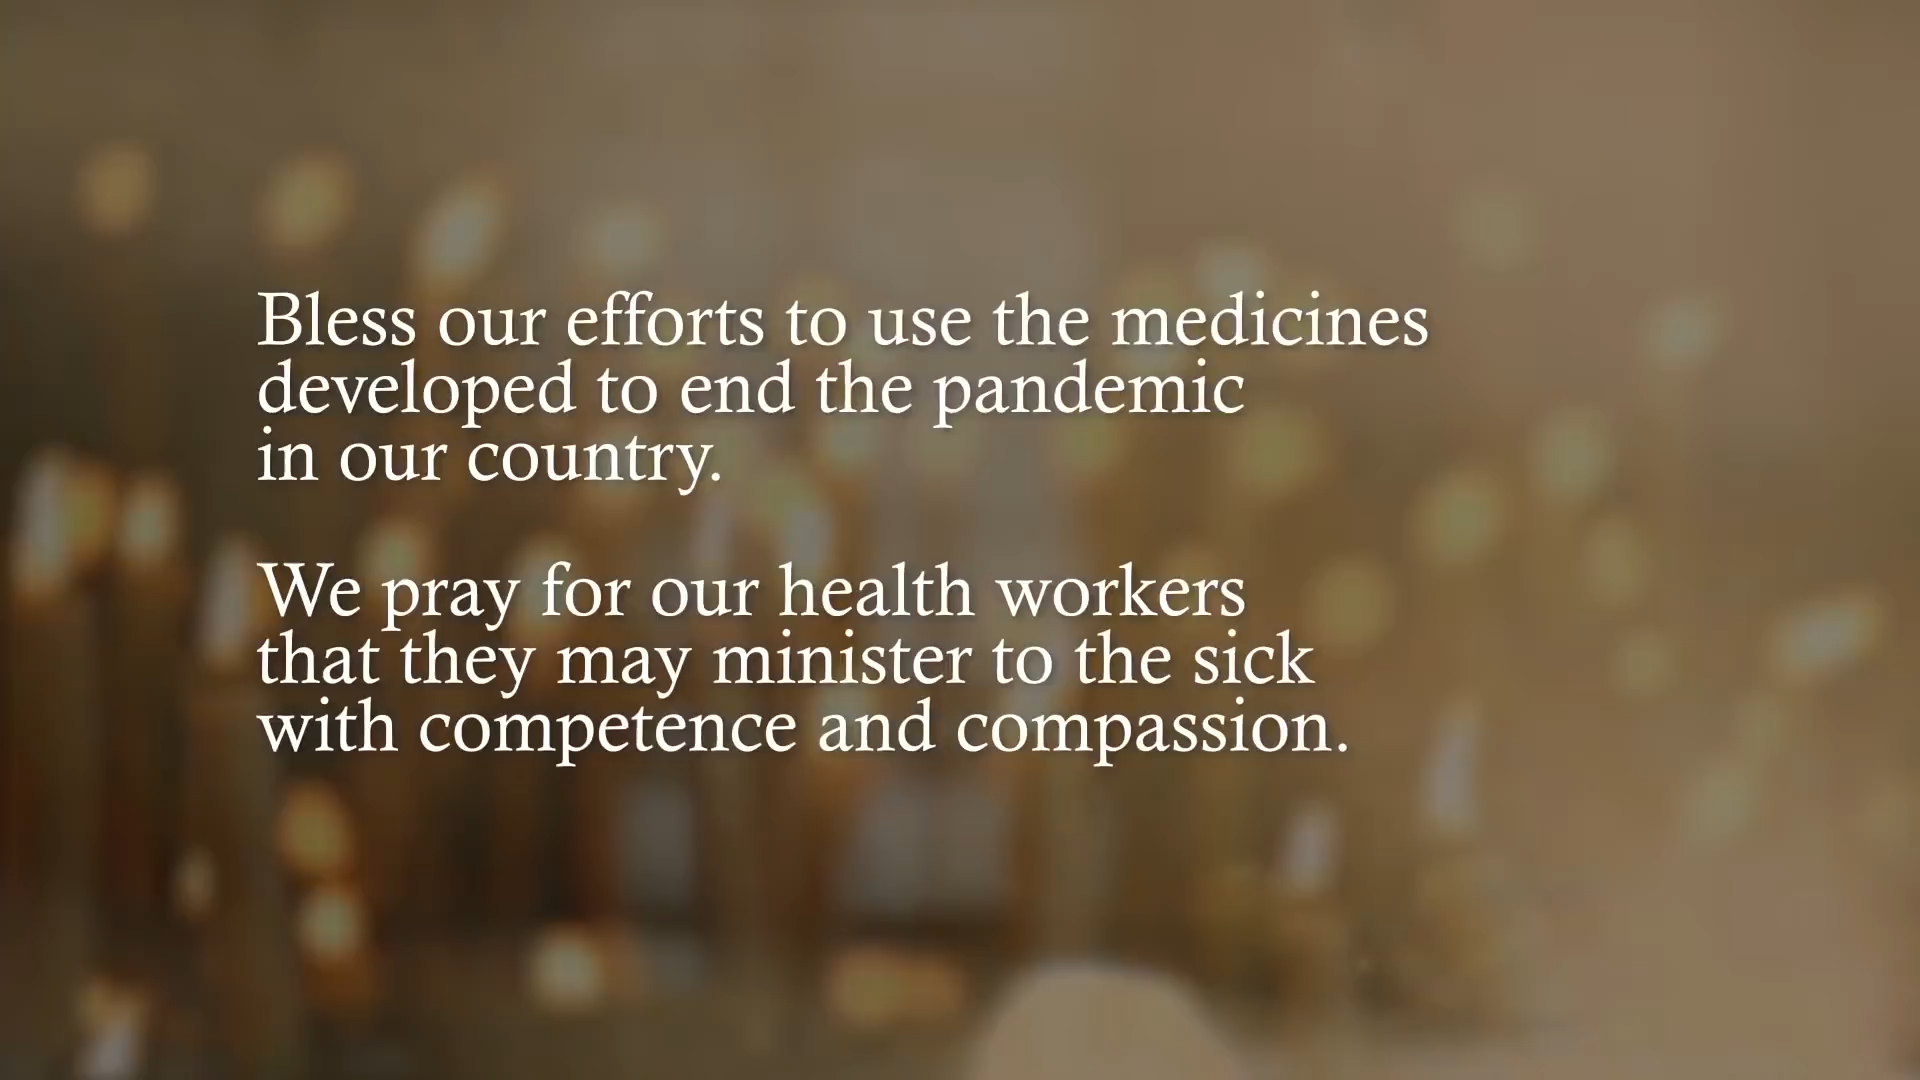 Bless our efforts to use the medicines
developed to end the pandemic
in our country.
We pray for our health workers
that they may minister to the sick
with competence and compassion.